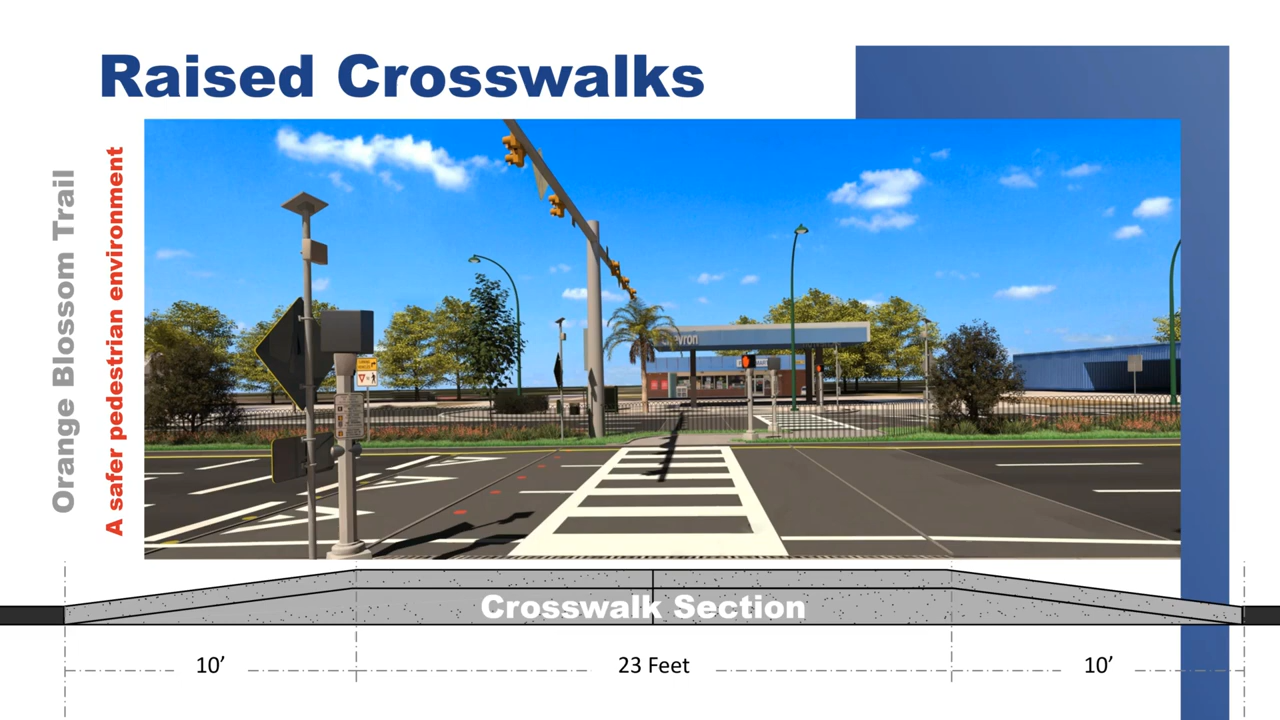 Raised Crosswalks
Orange Blossom Trail
A safer pedestrian environment
Crosswalk Section
10’
23 Feet
10’